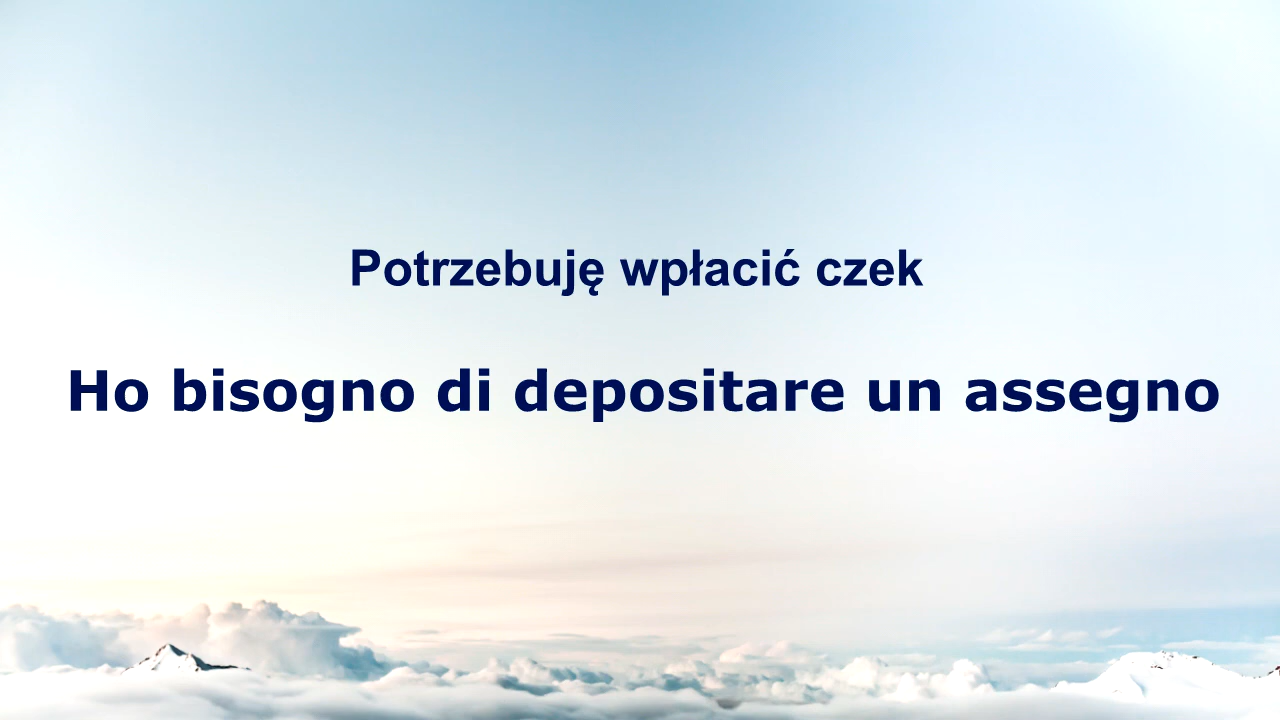 Potrzebuję wpłacić czek
Ho bisogno di depositare un assegno